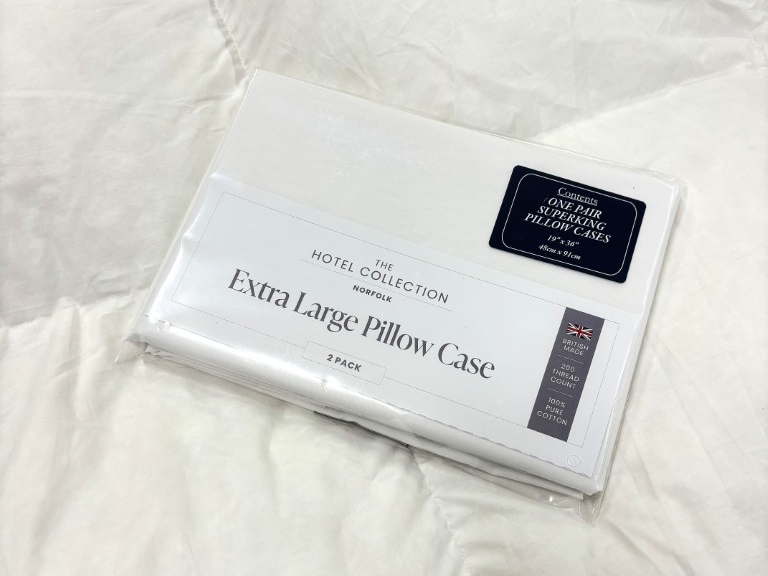 Contents
ONE PAIR
SUPERKING
PILLOW CASES
19" x 36"
48cm x 91cm
THE
HOTEL COLLECTION
NORFOLK
Extra Large Pillow Case
2 PACK
BRITISH
MADE
200
THREAD
COUNT
100%
PURE
COTTON